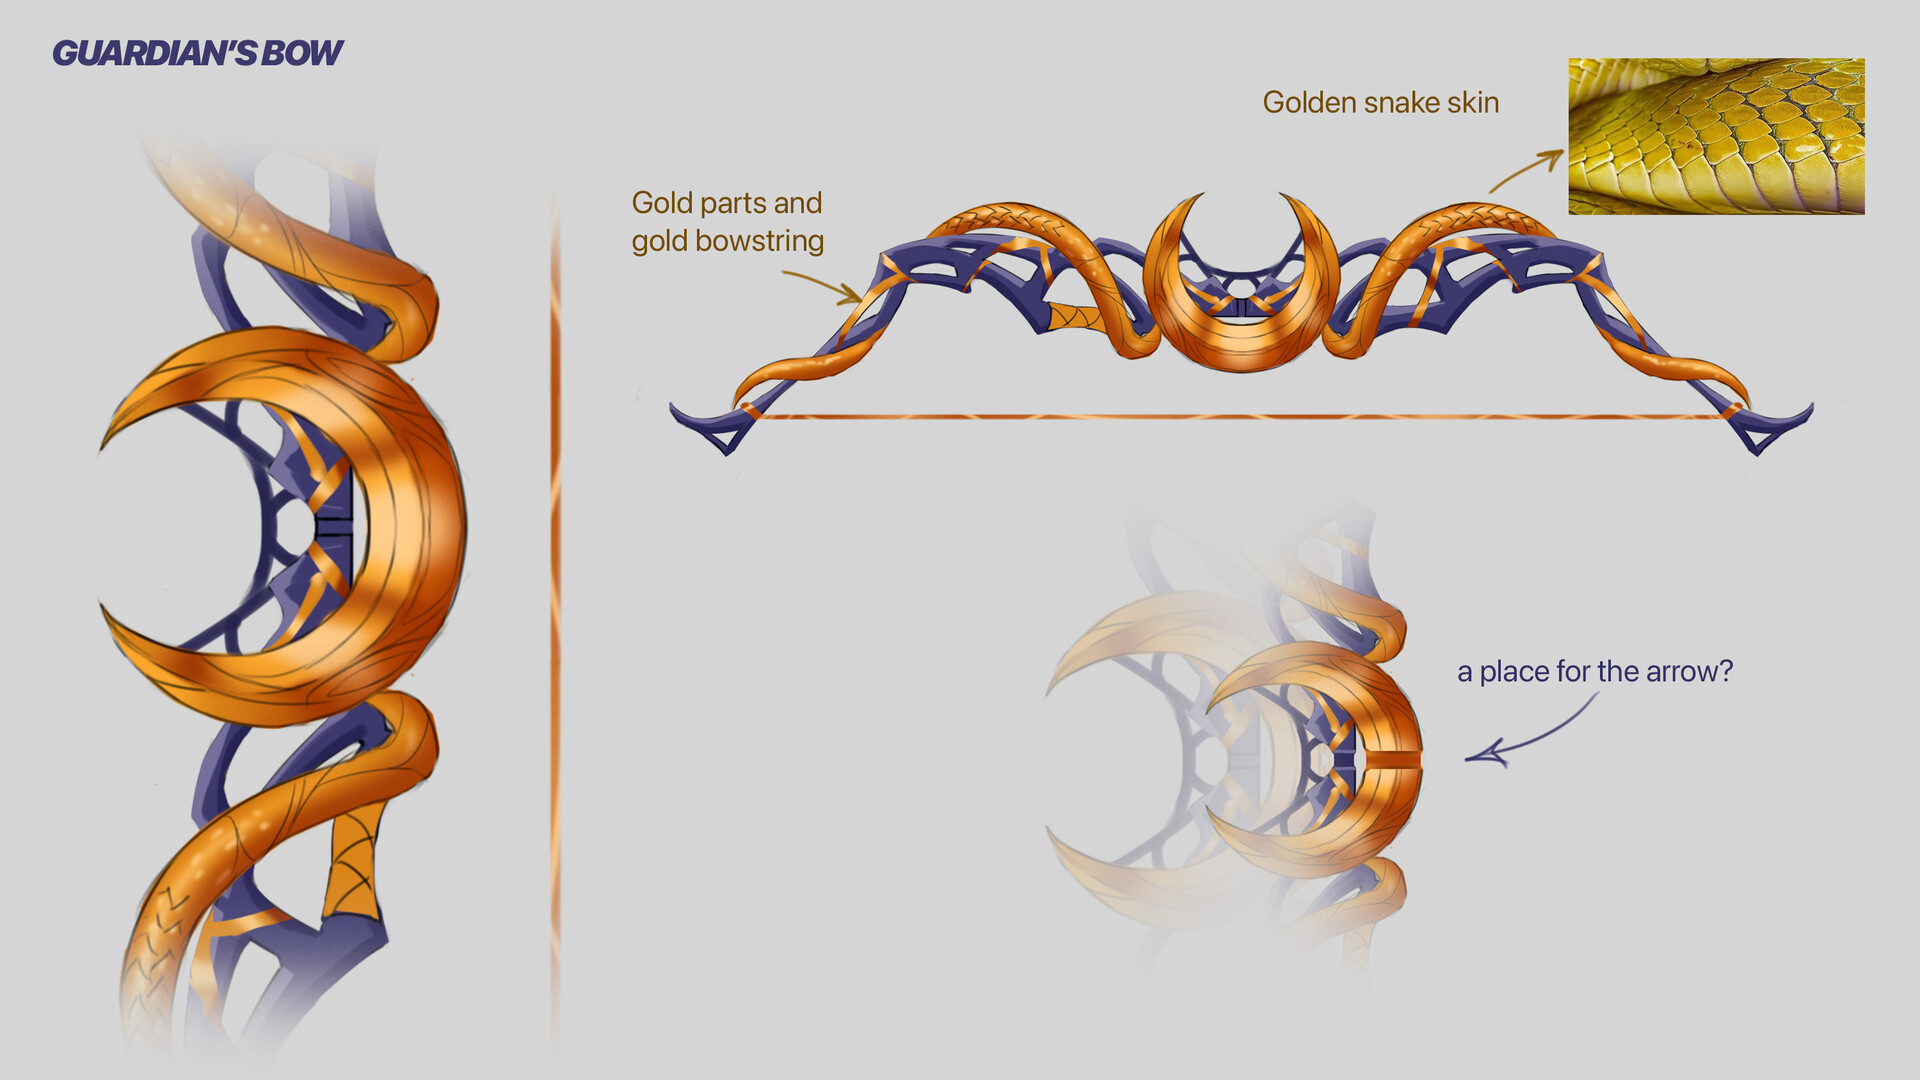 GUARDIAN'S BOW
Golden snake skin
Gold parts and
gold bowstring
a place for the arrow?